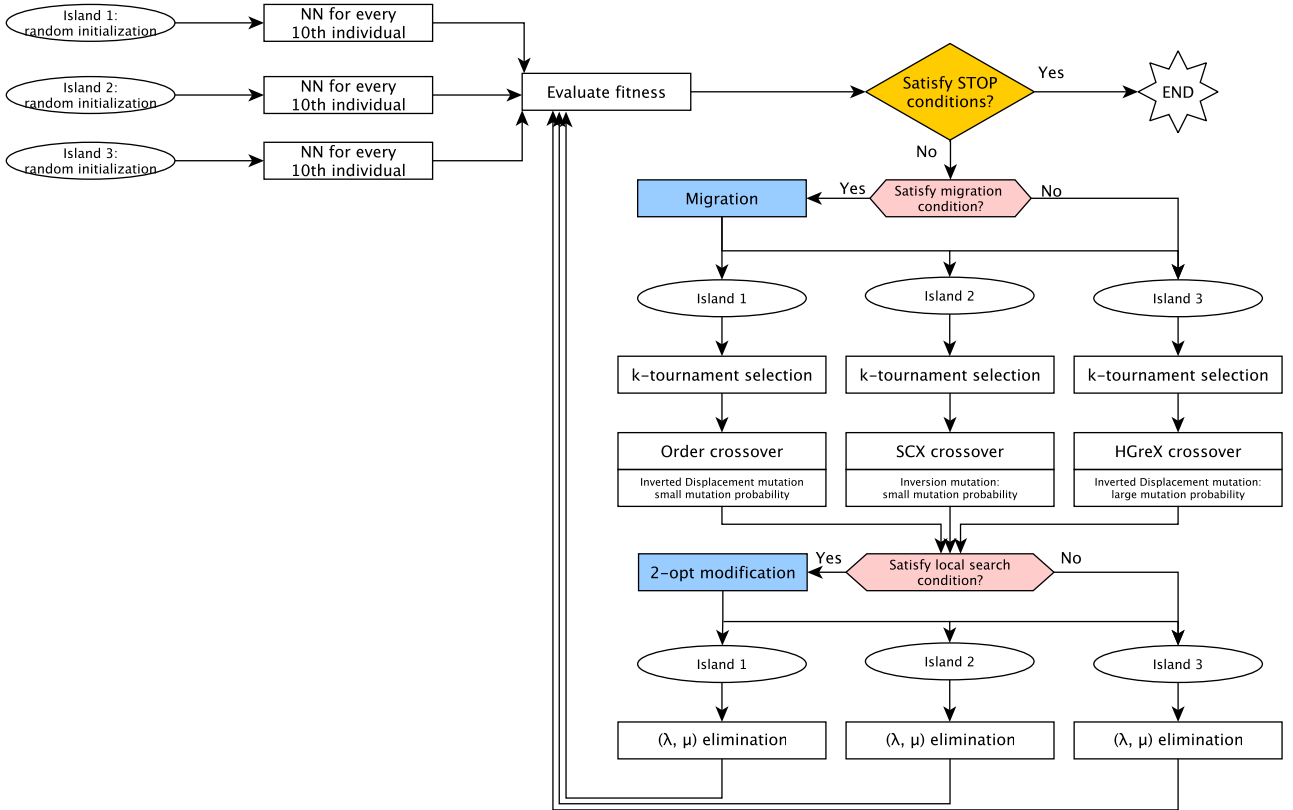 Island 1:
random initialization
NN for every
10th individual
Island 2:
random initialization
NN for every
10th individual
Island 3:
random initialization
NN for every
10th individual
Evaluate fitness
Satisfy STOP
conditions?
Yes
END
No
Satisfy migration
condition?
Yes
No
Migration
Island 1
Island 2
Island 3
k-tournament selection
k-tournament selection
k-tournament selection
Order crossover
Inverted Displacement mutation
small mutation probability
SCX crossover
Inversion mutation:
small mutation probability
HGreX crossover
Inverted Displacement mutation:
large mutation probability
Satisfy local search
condition?
Yes
No
2-opt modification
Island 1
Island 2
Island 3
(λ, μ) elimination
(λ, μ) elimination
(λ, μ) elimination